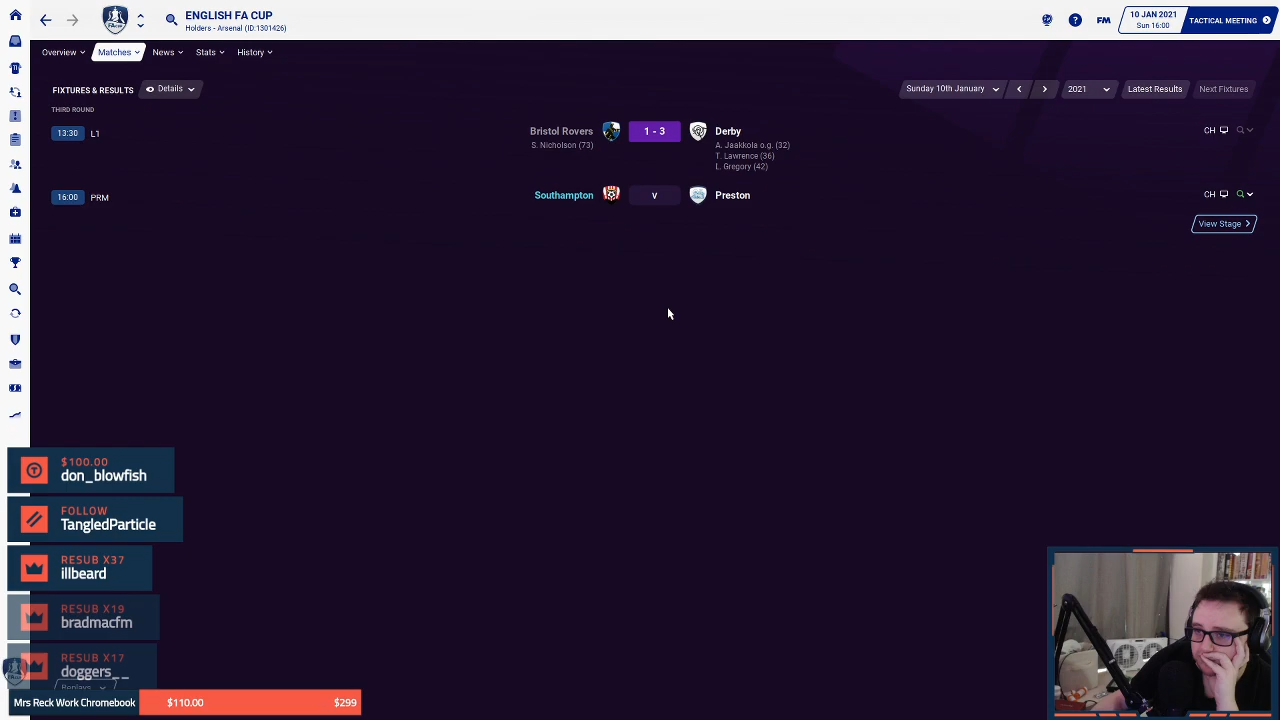 ENGLISH FA CUP
Holders - Arsenal (ID:1301426)
FM
10 JAN 2021
Sun 16:00
TACTICAL MEETING
Overview
Matches
News
Stats
History
FIXTURES & RESULTS
Details
Sunday 10th January
2021
Latest Results
Next Fixtures
THIRD ROUND
13:30 L1 Bristol Rovers 1 - 3 Derby CH
S. Nicholson (73) A. Jaakkola o.g. (32)
T. Lawrence (36)
L. Gregory (42)
16:00 PRM Southampton v Preston CH
View Stage
$100.00
don_blowfish
FOLLOW
TangledParticle
RESUB X37
illbeard
RESUB X19
bradmacfm
RESUB X17
doggers__
Replays
Mrs Reck Work Chromebook $110.00 $299